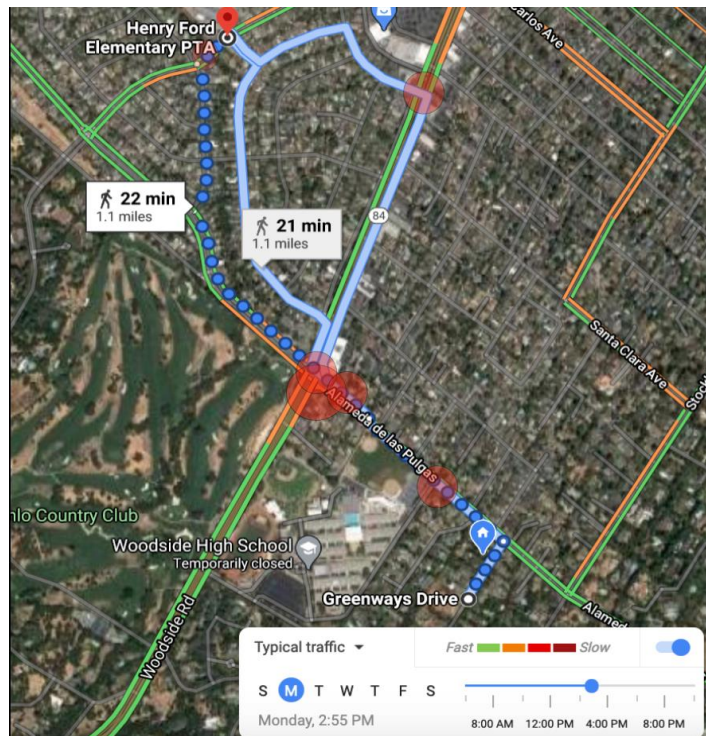 Henry Ford
Elementary PTA
Carlos Ave
22 min
1.1 miles
21 min
1.1 miles
84
Santa Clara Ave
Stock
Alameda de las Pulgas
nlo Country Club
Woodside High School
Temporarily closed
Greenways Drive
Alamed
Woodside Rd
Typical traffic
Fast
Slow
S M T W T F S
Monday, 2:55 PM
8:00 AM 12:00 PM 4:00 PM 8:00 PM